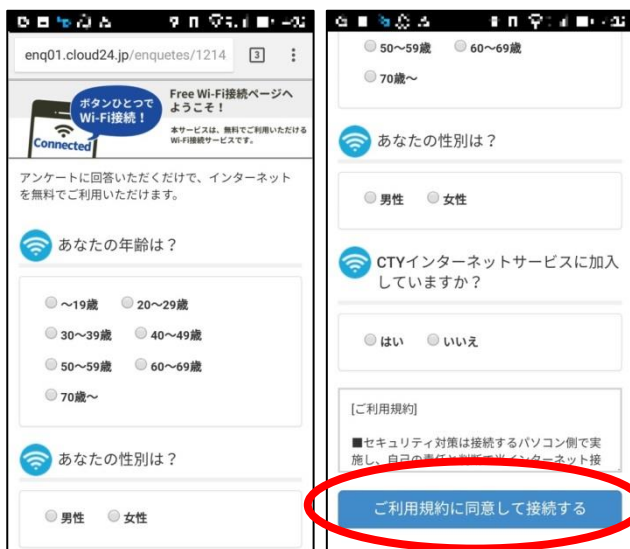 enq01.cloud24.jp/enquetes/1214
3
ボタンひとつで
Wi-Fi接続！
Connected
Free Wi-Fi接続ページへ
ようこそ！
本サービスは、無料でご利用いただける
Wi-Fi接続サービスです。
アンケートに回答いただくだけで、インターネット
を無料でご利用いただけます。
あなたの年齢は？
～19歳 20～29歳
30～39歳 40～49歳
50～59歳 60～69歳
70歳～
あなたの性別は？
男性 女性
50～59歳 60～69歳
70歳～
あなたの性別は？
男性 女性
CTYインターネットサービスに加入
していますか？
はい いいえ
[ご利用規約]
■セキュリティ対策は接続するパソコン側で実
施し、自己の責任と判断で当インターネット接
ご利用規約に同意して接続する